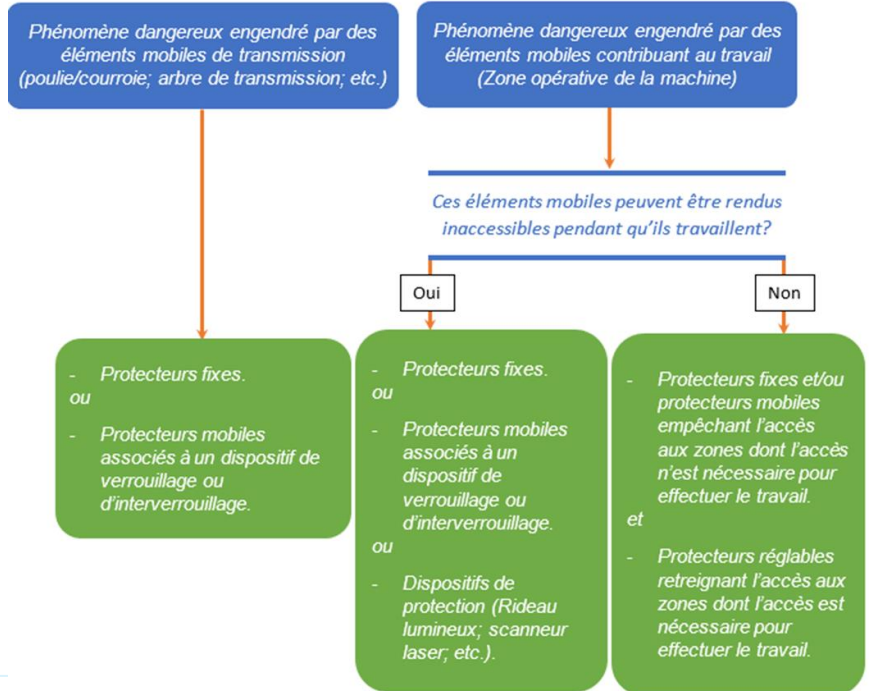 Phénomène dangereux engendré par des
éléments mobiles de transmission
(poulie/courroie; arbre de transmission; etc.)
Phénomène dangereux engendré par des
éléments mobiles contribuant au travail
(Zone opérative de la machine)
Ces éléments mobiles peuvent être rendus
inaccessibles pendant qu'ils travaillent?
Oui
Non
- Protecteurs fixes.
ou
- Protecteurs mobiles
associés à un dispositif de
verrouillage ou
d'interverrouillage.
- Protecteurs fixes.
ou
- Protecteurs mobiles
associés à un
dispositif de
verrouillage ou
d'interverrouillage.
ou
- Dispositifs de
protection (Rideau
lumineux; scanneur
laser; etc.).
- Protecteurs fixes et/ou
protecteurs mobiles
empêchant l'accès
aux zones dont l'accès
n'est nécessaire pour
effectuer le travail.
et
- Protecteurs réglables
retreignant l'accès aux
zones dont l'accès est
nécessaire pour
effectuer le travail.